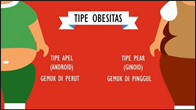 TIPE OBESITAS
TIPE APEL
(ANDROID)
GEMUK DI PERUT
TIPE PEAR
(GINOID)
GEMUK DI PINGGUL